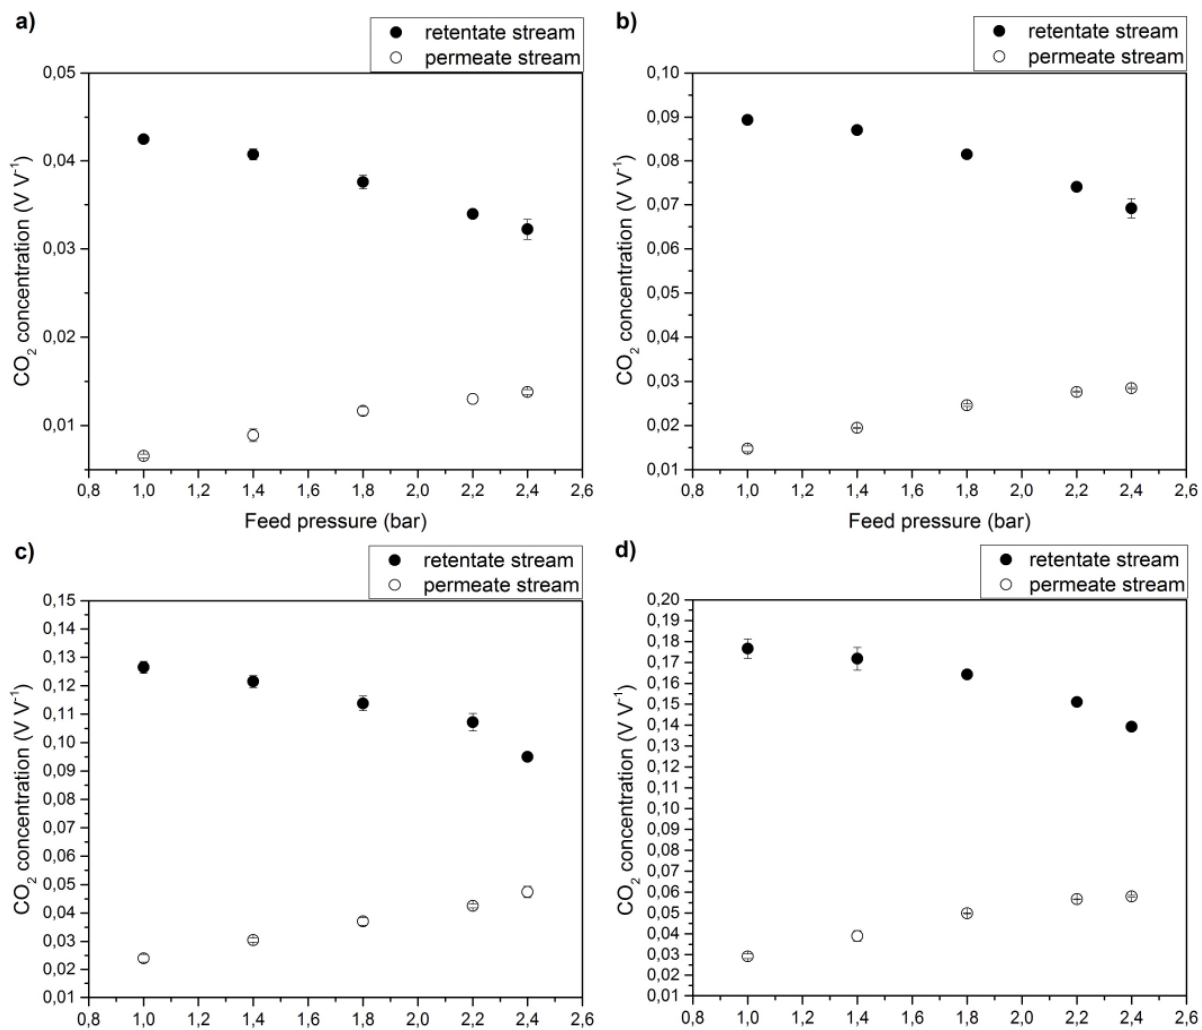 a)
retentate stream
permeate stream
0,05
0,04
0,03
0,02
0,01
CO₂ concentration (V V⁻¹)
0,8 1,0 1,2 1,4 1,6 1,8 2,0 2,2 2,4 2,6
Feed pressure (bar)
b)
retentate stream
permeate stream
0,10
0,09
0,08
0,07
0,06
0,05
0,04
0,03
0,02
0,01
CO₂ concentration (V V⁻¹)
0,8 1,0 1,2 1,4 1,6 1,8 2,0 2,2 2,4 2,6
Feed pressure (bar)
c)
retentate stream
permeate stream
0,15
0,14
0,13
0,12
0,11
0,10
0,09
0,08
0,07
0,06
0,05
0,04
0,03
0,02
0,01
CO₂ concentration (V V⁻¹)
0,8 1,0 1,2 1,4 1,6 1,8 2,0 2,2 2,4 2,6
d)
retentate stream
permeate stream
0,20
0,18
0,17
0,16
0,15
0,14
0,13
0,12
0,11
0,10
0,09
0,08
0,07
0,06
0,05
0,04
0,03
0,02
0,01
CO₂ concentration (V V⁻¹)
0,8 1,0 1,2 1,4 1,6 1,8 2,0 2,2 2,4 2,6